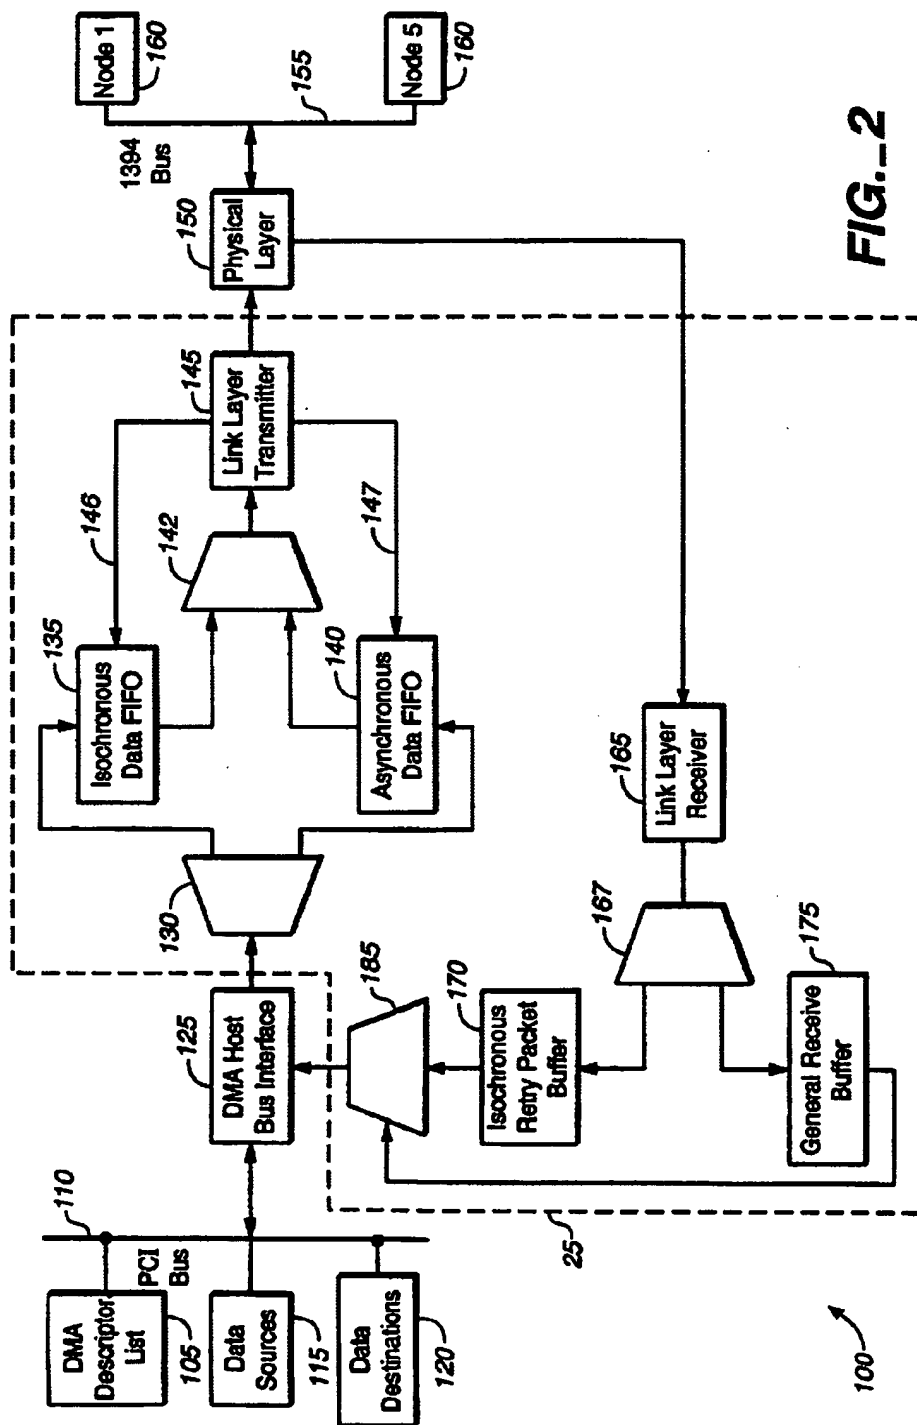 DMA
Descriptor
List
105
110
PCI
Bus
Data
Sources
115
Data
Destinations
120
DMA Host
Bus Interface
125
130
Isochronous
Data FIFO
135
Asynchronous
Data FIFO
140
142
146
147
Link Layer
Transmitter
145
Physical
Layer
150
1394
Bus
155
Node 1
160
Node 5
160
185
Isochronous
Retry Packet
Buffer
170
General Receive
Buffer
175
167
Link Layer
Receiver
165
25
100
FIG._2